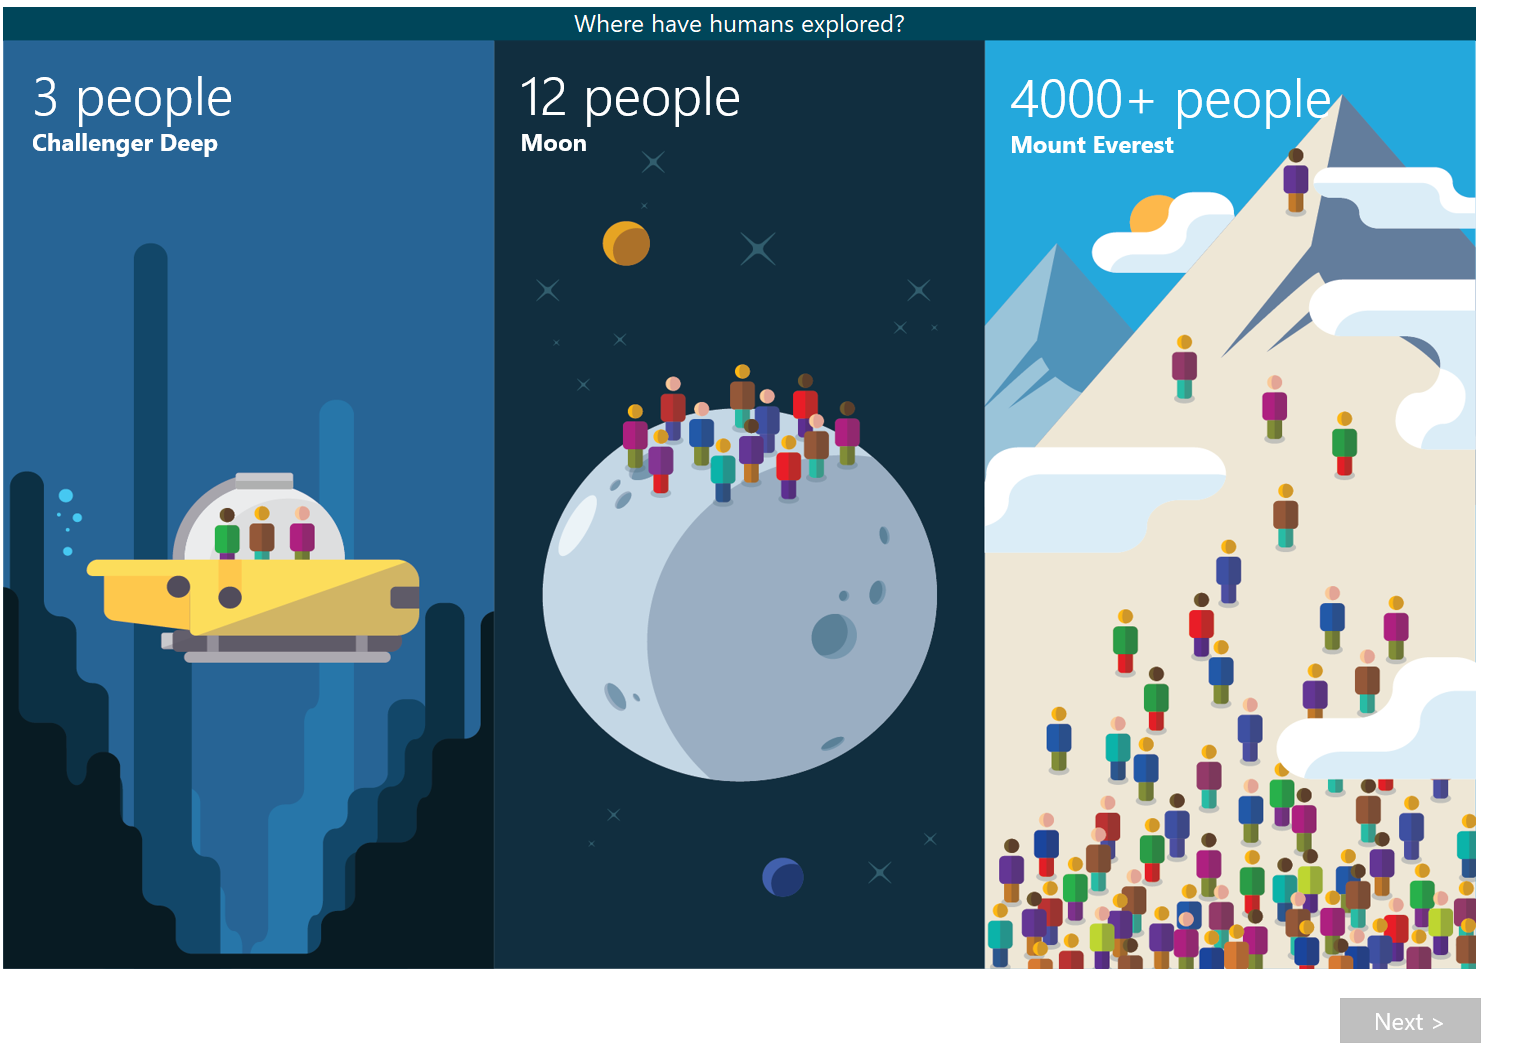 Where have humans explored?
3 people
Challenger Deep
12 people
Moon
4000+ people
Mount Everest
Next >